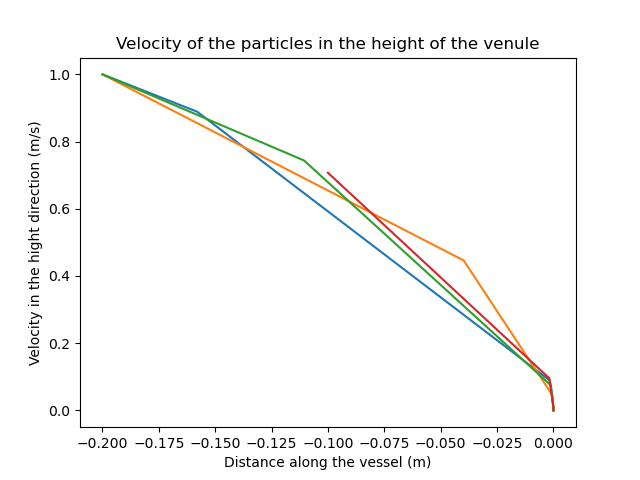 Velocity of the particles in the height of the venule
1.0
0.8
0.6
0.4
0.2
0.0
Velocity in the hight direction (m/s)
−0.200 −0.175 −0.150 −0.125 −0.100 −0.075 −0.050 −0.025 0.000
Distance along the vessel (m)